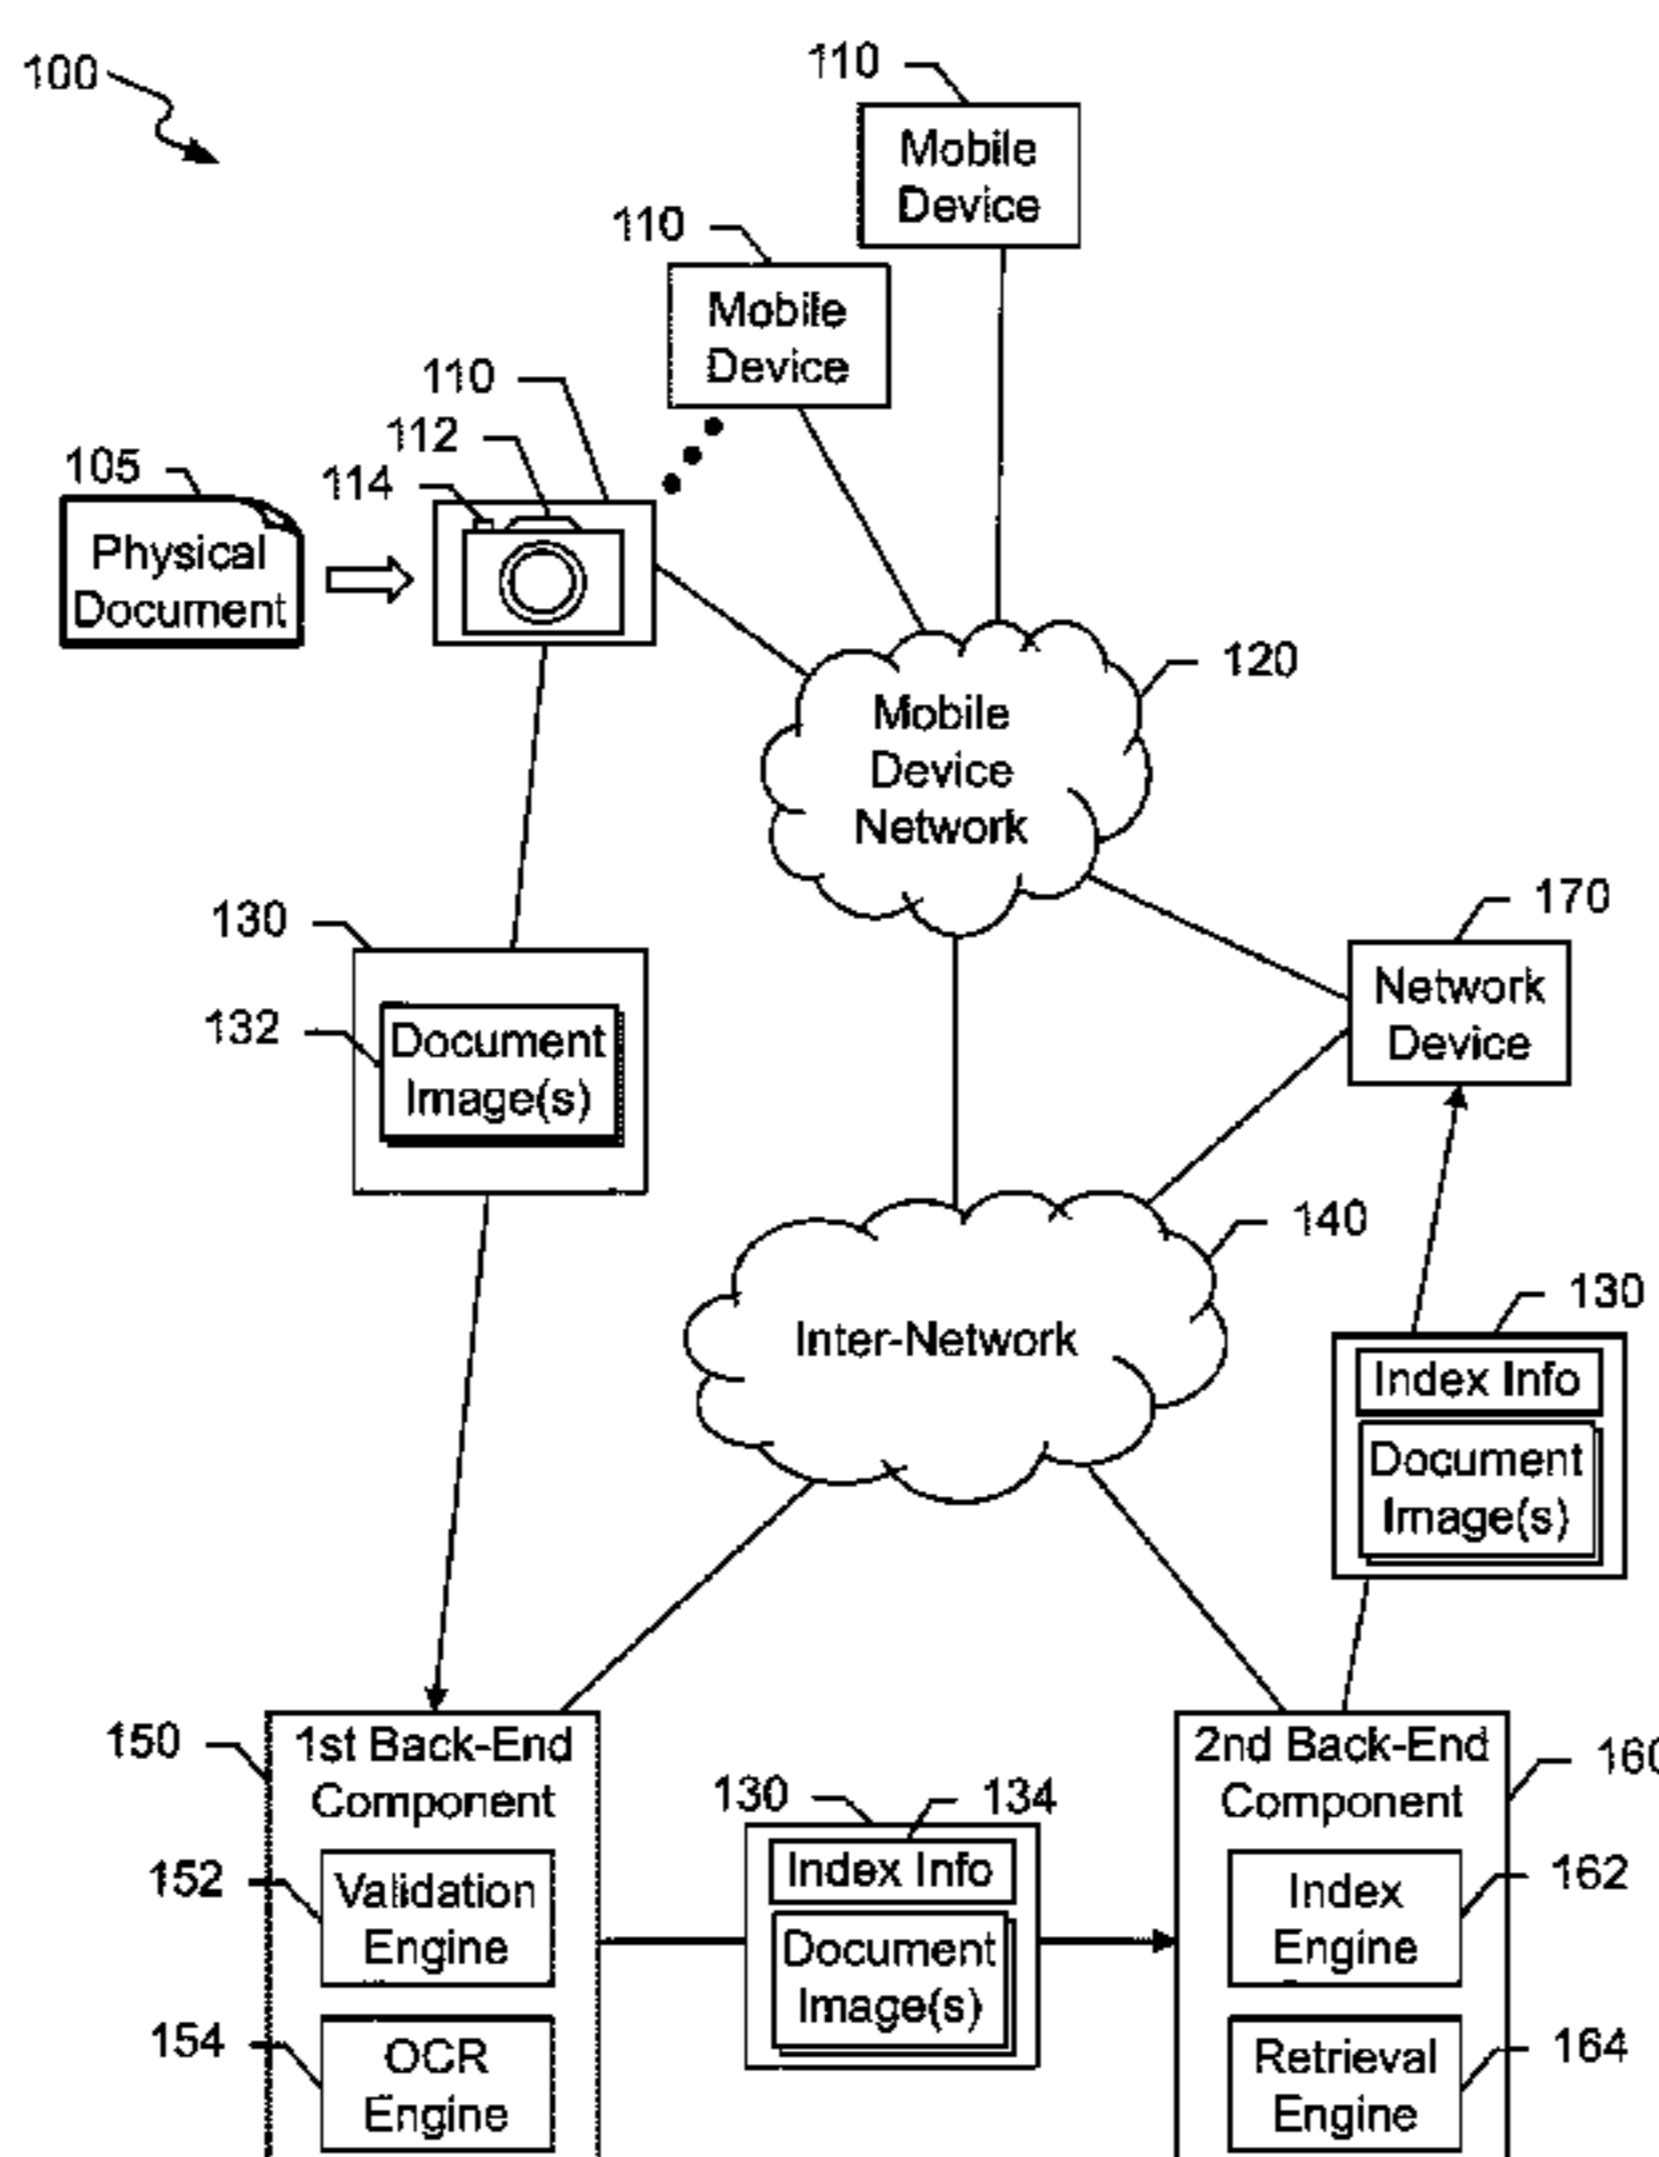 100
110
Mobile
Device
110
Mobile
Device
110
112
114
105
Physical
Document
120
Mobile
Device
Network
130
132
Document
Image(s)
170
Network
Device
140
Inter-Network
130
Index Info
Document
Image(s)
150
1st Back-End
Component
152
Validation
Engine
154
OCR
Engine
130
134
Index Info
Document
Image(s)
2nd Back-End
Component
160
Index
Engine
162
Retrieval
Engine
164